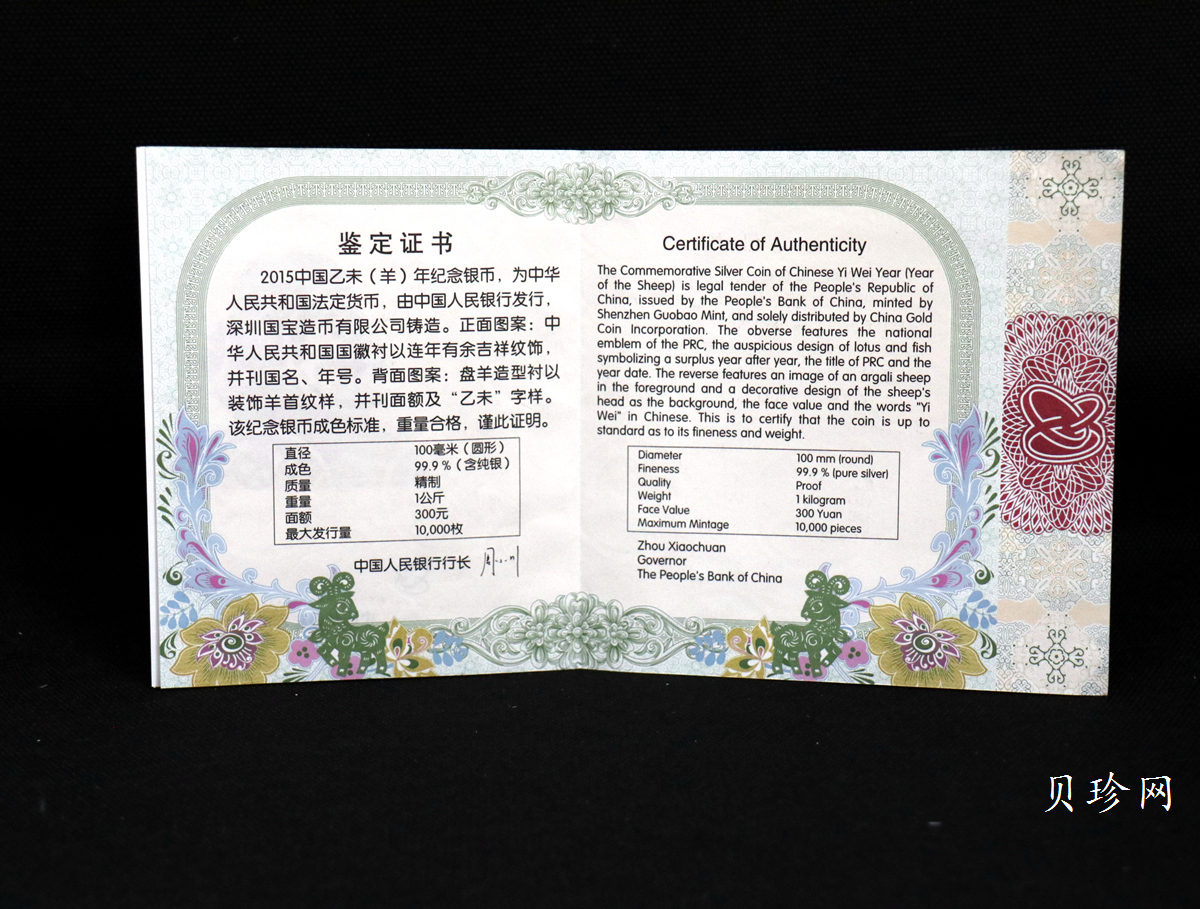 鉴定证书
2015中国乙未（羊）年纪念银币，为中华
人民共和国法定货币，由中国人民银行发行，
深圳国宝造币有限公司铸造。正面图案：中
华人民共和国国徽衬以连年有余吉祥纹饰，
并刊国名、年号。背面图案：盘羊造型衬以
装饰羊首纹样，并刊面额及“乙未”字样。
该纪念银币成色标准，重量合格，谨此证明。
直径 100毫米（圆形）
成色 99.9％（含纯银）
质量 精制
重量 1公斤
面额 300元
最大发行量 10,000枚
中国人民银行行长
Certificate of Authenticity
The Commemorative Silver Coin of Chinese Yi Wei Year (Year
of the Sheep) is legal tender of the People's Republic of
China, issued by the People's Bank of China, minted by
Shenzhen Guobao Mint, and solely distributed by China Gold
Coin Incorporation. The obverse features the national
emblem of the PRC, the auspicious design of lotus and fish
symbolizing a surplus year after year, the title of PRC and the
year date. The reverse features an image of an argali sheep
in the foreground and a decorative design of the sheep's
head as the background, the face value and the words "Yi
Wei" in Chinese. This is to certify that the coin is up to
standard as to its fineness and weight.
Diameter 100 mm (round)
Fineness 99.9 % (pure silver)
Quality Proof
Weight 1 kilogram
Face Value 300 Yuan
Maximum Mintage 10,000 pieces
Zhou Xiaochuan
Governor
The People's Bank of China
贝珍网